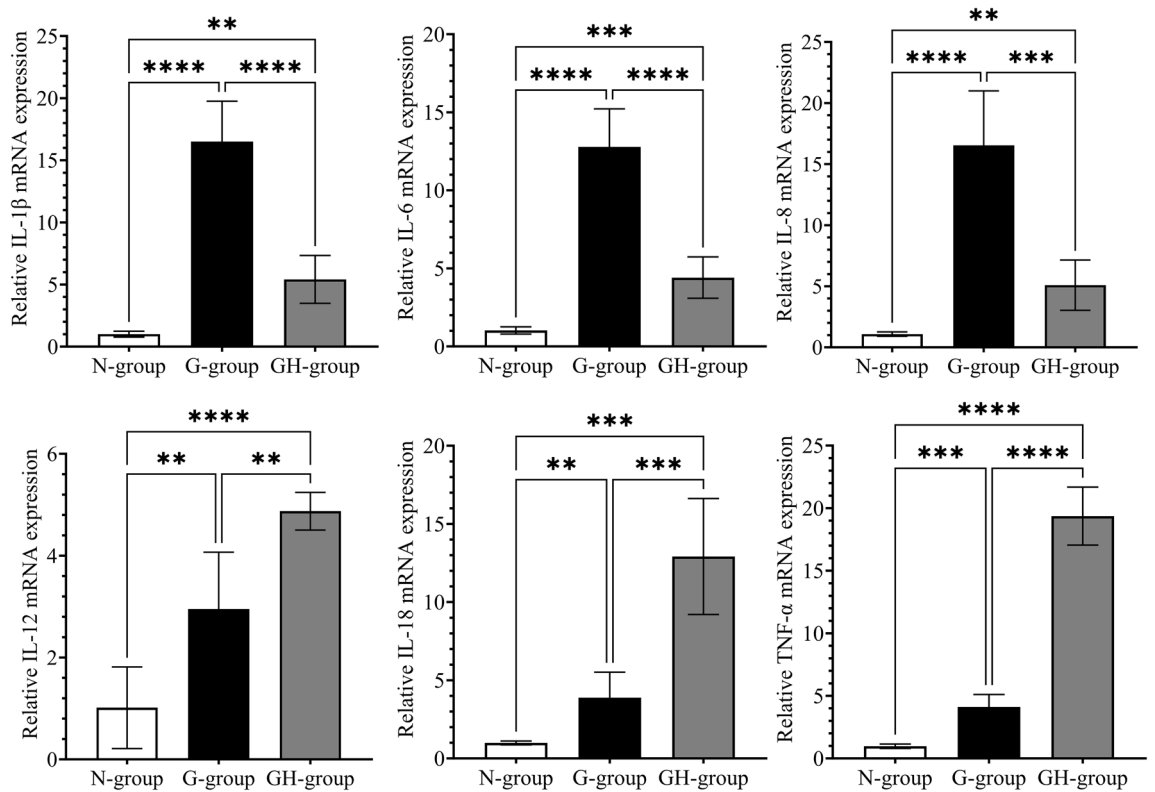 Relative IL-1β mRNA expression
25
20
15
10
5
0
**
****
****
N-group
G-group
GH-group
Relative IL-6 mRNA expression
20
15
10
5
0
***
****
****
N-group
G-group
GH-group
Relative IL-8 mRNA expression
25
20
15
10
5
0
**
****
***
N-group
G-group
GH-group
Relative IL-12 mRNA expression
6
4
2
0
****
**
**
N-group
G-group
GH-group
Relative IL-18 mRNA expression
20
15
10
5
0
***
**
***
N-group
G-group
GH-group
Relative TNF-α mRNA expression
25
20
15
10
5
0
****
***
****
N-group
G-group
GH-group